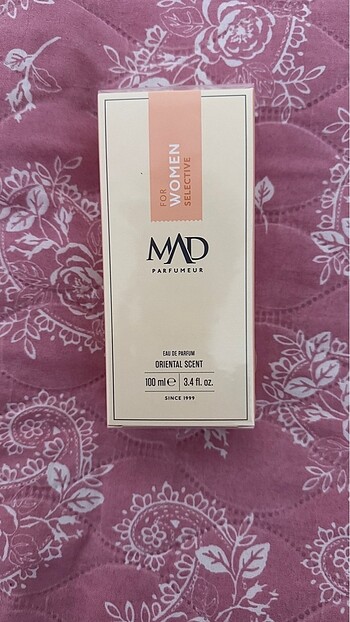 FOR
WOMEN
SELECTIVE
MAD
PARFUMEUR
EAU DE PARFUM
ORIENTAL SCENT
100 ml ℮ 3.4 fl. oz.
SINCE 1999